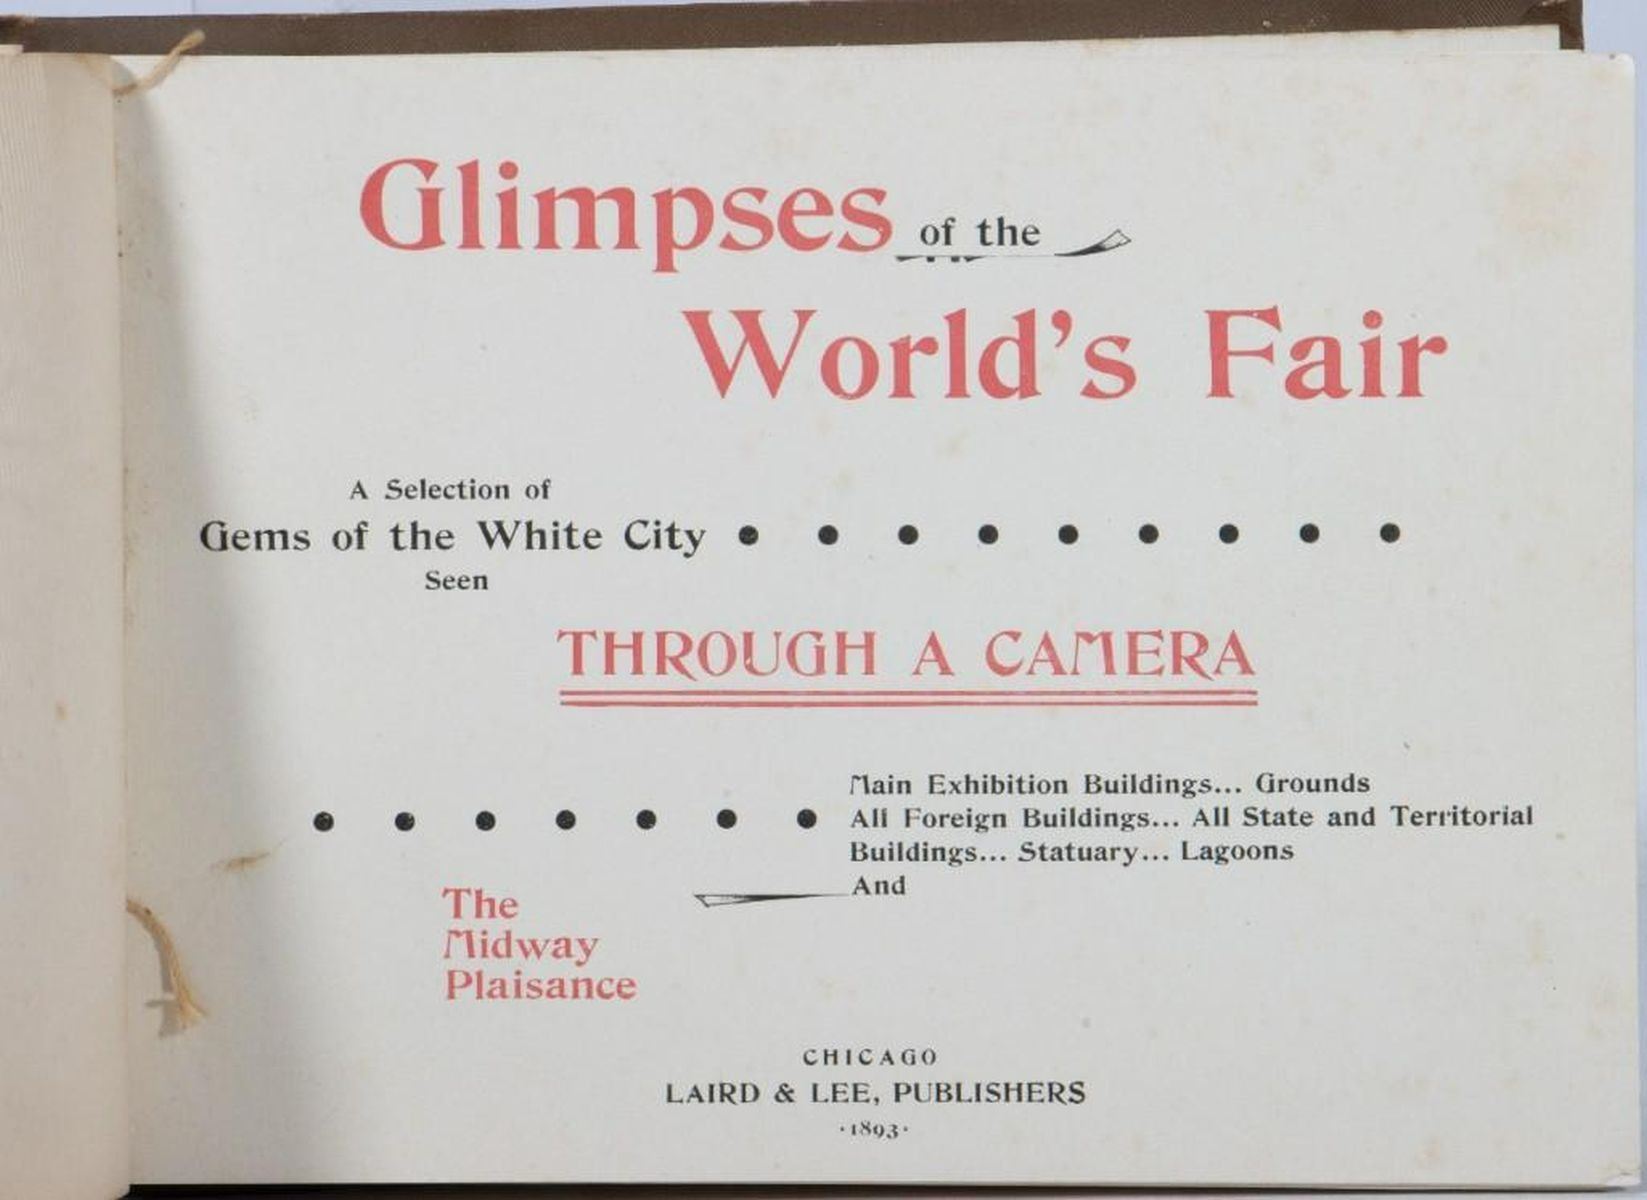 Glimpses of the
World's Fair
A Selection of
Gems of the White City • • • • • • • • •
Seen
THROUGH A CAMERA
Main Exhibition Buildings... Grounds
• • • • • • • All Foreign Buildings... All State and Territorial
Buildings... Statuary... Lagoons
And
The
Midway
Plaisance
CHICAGO
LAIRD & LEE, PUBLISHERS
·1893·